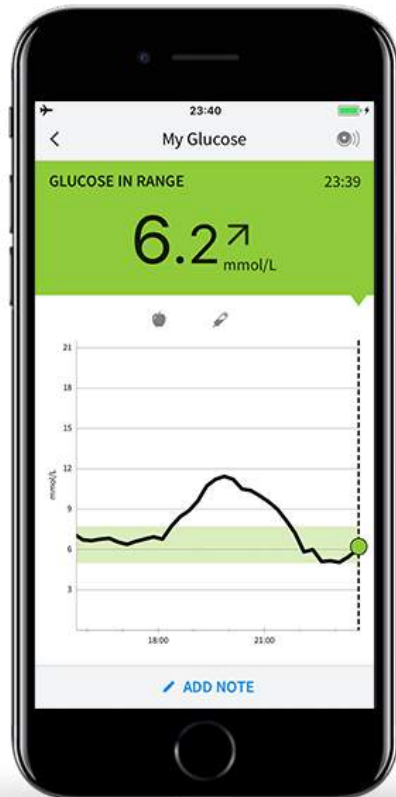 23:40
My Glucose
GLUCOSE IN RANGE 23:39
6.2 mmol/L
21
18
15
12
mmol/L
9
6
3
18:00 21:00
ADD NOTE